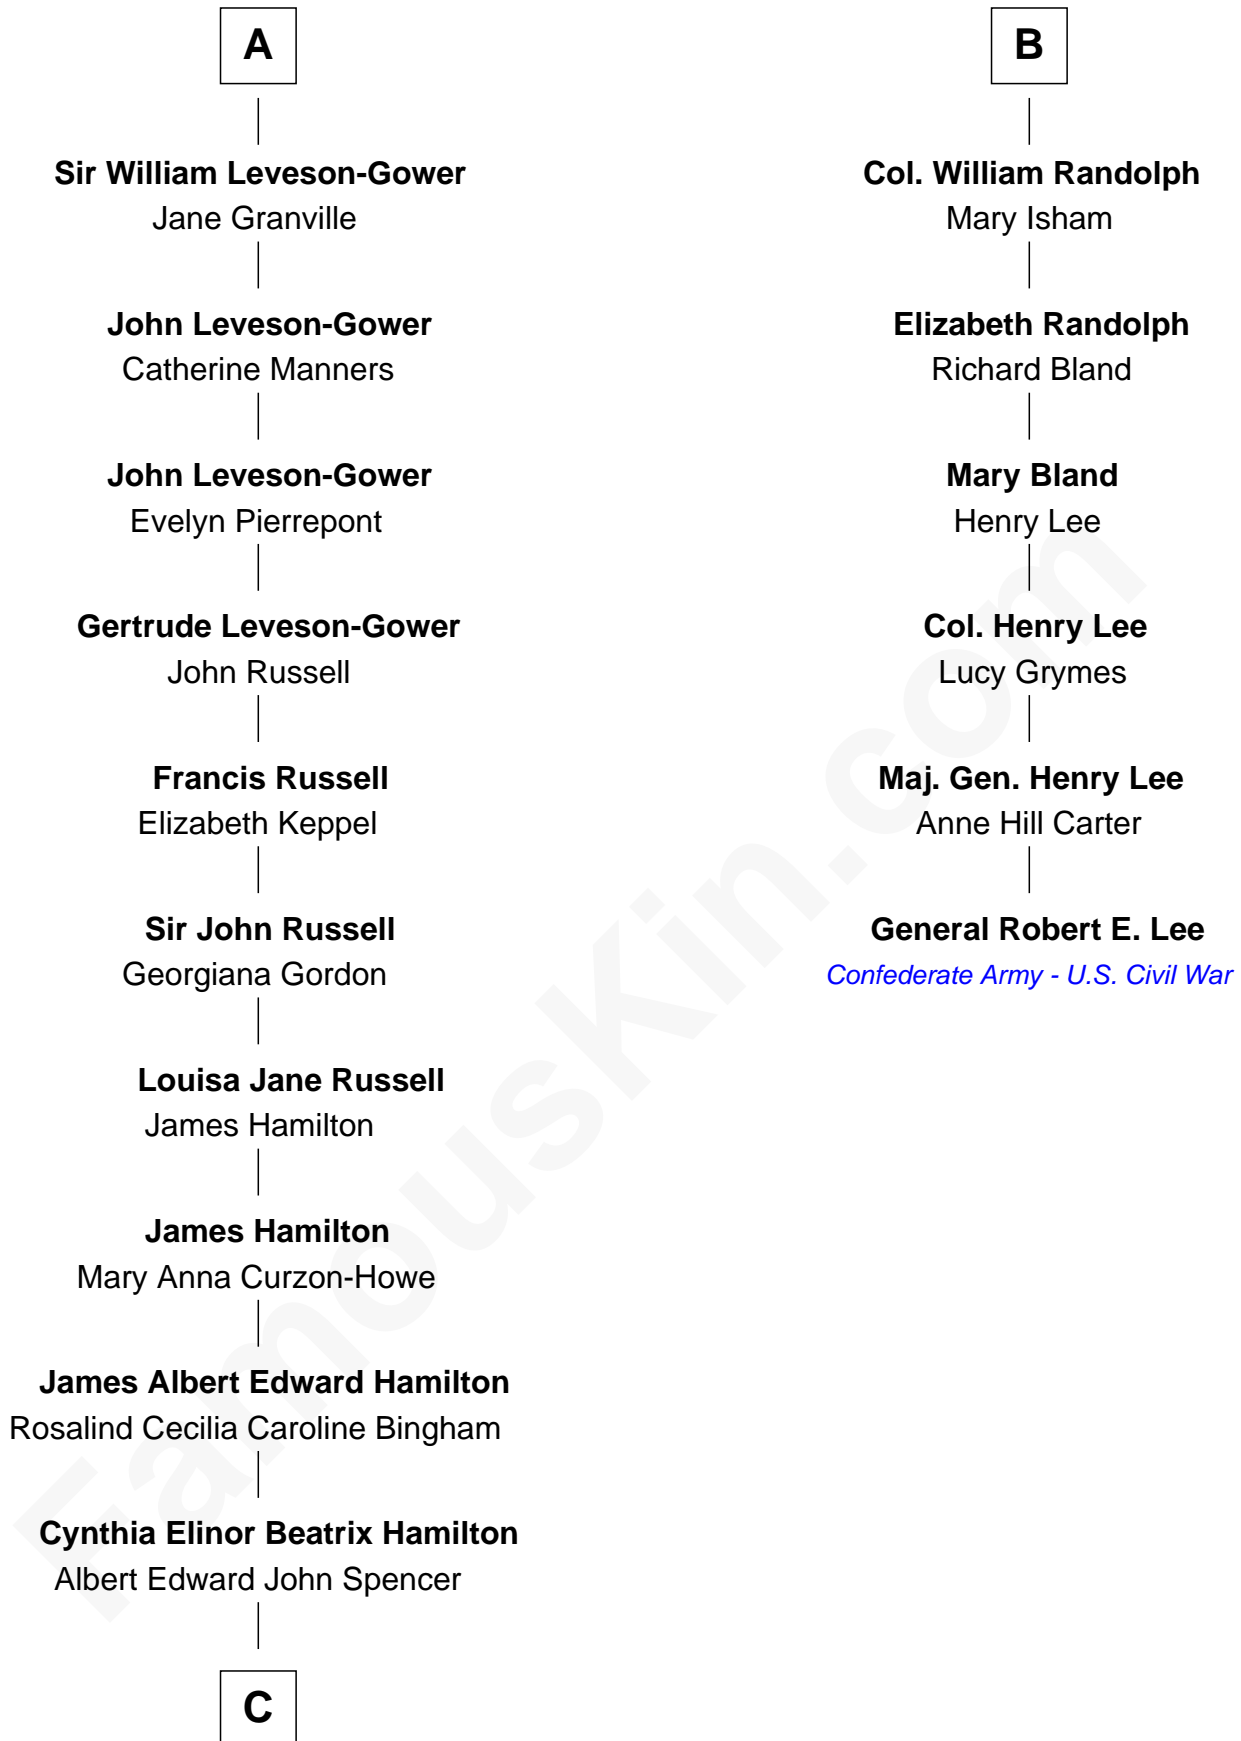 A
Sir William Leveson-Gower
Jane Granville
John Leveson-Gower
Catherine Manners
John Leveson-Gower
Evelyn Pierrepont
Gertrude Leveson-Gower
John Russell
Francis Russell
Elizabeth Keppel
Sir John Russell
Georgiana Gordon
Louisa Jane Russell
James Hamilton
James Hamilton
Mary Anna Curzon-Howe
James Albert Edward Hamilton
Rosalind Cecilia Caroline Bingham
Cynthia Elinor Beatrix Hamilton
Albert Edward John Spencer
C
B
Col. William Randolph
Mary Isham
Elizabeth Randolph
Richard Bland
Mary Bland
Henry Lee
Col. Henry Lee
Lucy Grymes
Maj. Gen. Henry Lee
Anne Hill Carter
General Robert E. Lee
Confederate Army - U.S. Civil War
FamousKin.com